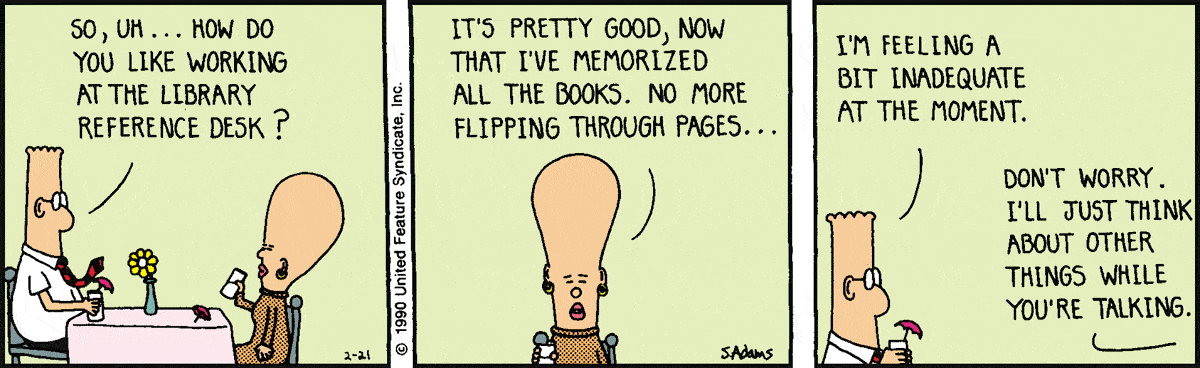 SO, UH... HOW DO
YOU LIKE WORKING
AT THE LIBRARY
REFERENCE DESK?
2-21
© 1990 United Feature Syndicate, Inc.
IT'S PRETTY GOOD, NOW
THAT I'VE MEMORIZED
ALL THE BOOKS. NO MORE
FLIPPING THROUGH PAGES...
S.Adams
I'M FEELING A
BIT INADEQUATE
AT THE MOMENT.
DON'T WORRY.
I'LL JUST THINK
ABOUT OTHER
THINGS WHILE
YOU'RE TALKING.